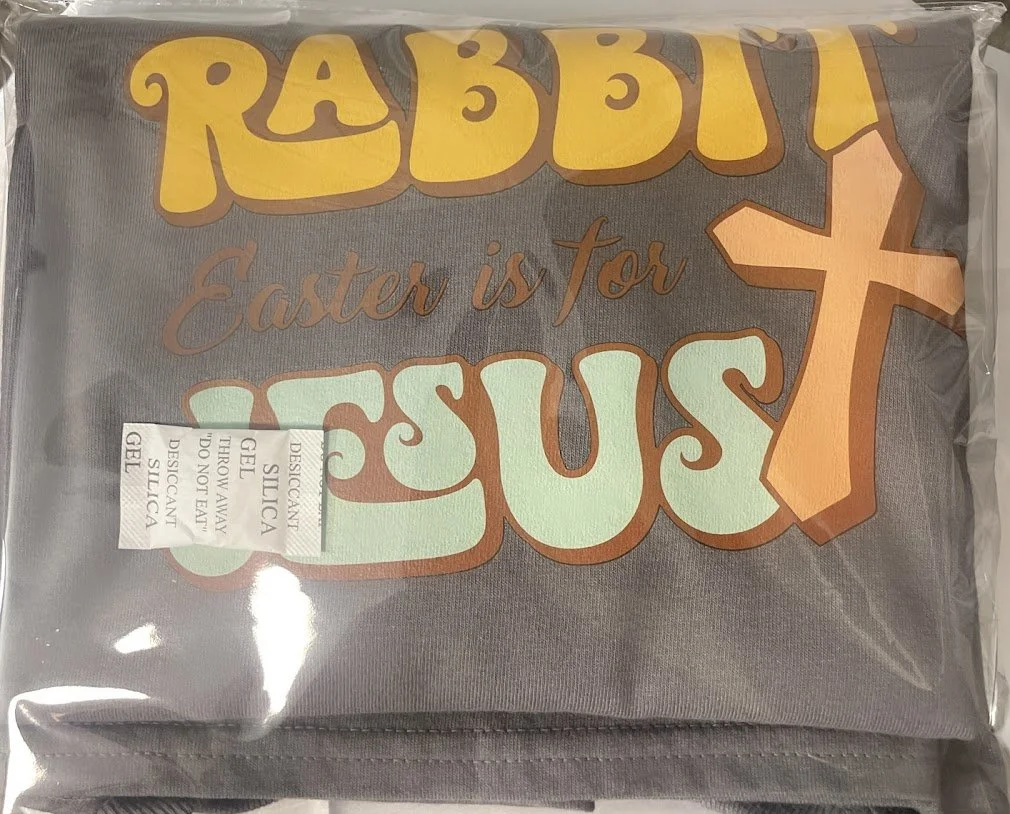 RABBIT
Easter is for
JESUS
DESICCANT
SILICA
GEL
THROW AWAY
"DO NOT EAT"
DESICCANT
SILICA
GEL